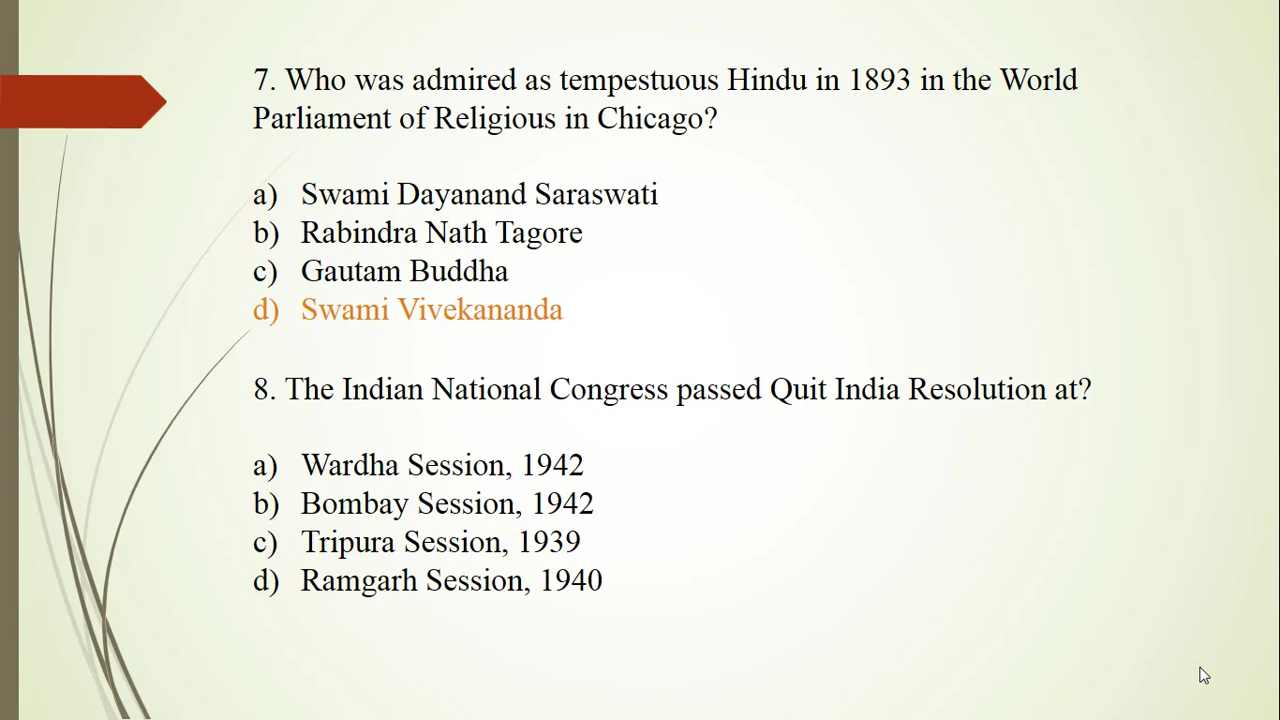 7. Who was admired as tempestuous Hindu in 1893 in the World
Parliament of Religious in Chicago?
a) Swami Dayanand Saraswati
b) Rabindra Nath Tagore
c) Gautam Buddha
d) Swami Vivekananda
8. The Indian National Congress passed Quit India Resolution at?
a) Wardha Session, 1942
b) Bombay Session, 1942
c) Tripura Session, 1939
d) Ramgarh Session, 1940